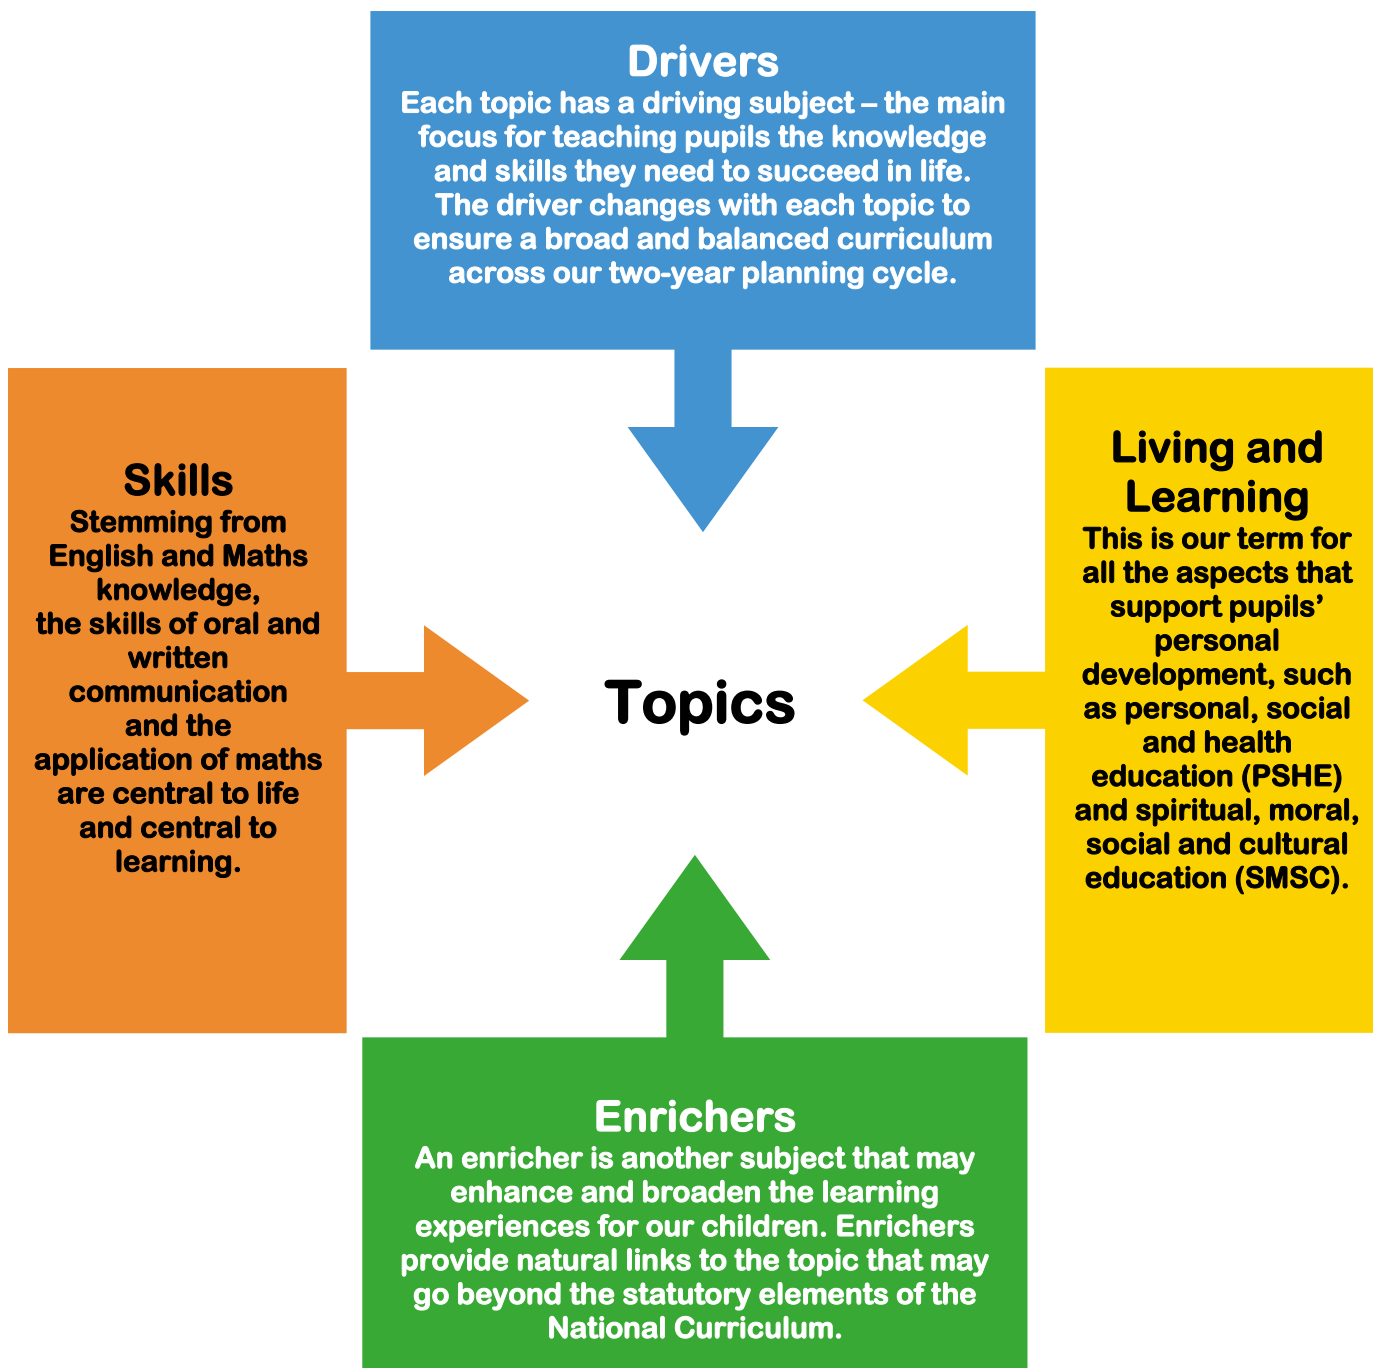 Drivers
Each topic has a driving subject – the main
focus for teaching pupils the knowledge
and skills they need to succeed in life.
The driver changes with each topic to
ensure a broad and balanced curriculum
across our two-year planning cycle.
Skills
Stemming from
English and Maths
knowledge,
the skills of oral and
written
communication
and the
application of maths
are central to life
and central to
learning.
Topics
Living and
Learning
This is our term for
all the aspects that
support pupils’
personal
development, such
as personal, social
and health
education (PSHE)
and spiritual, moral,
social and cultural
education (SMSC).
Enrichers
An enricher is another subject that may
enhance and broaden the learning
experiences for our children. Enrichers
provide natural links to the topic that may
go beyond the statutory elements of the
National Curriculum.